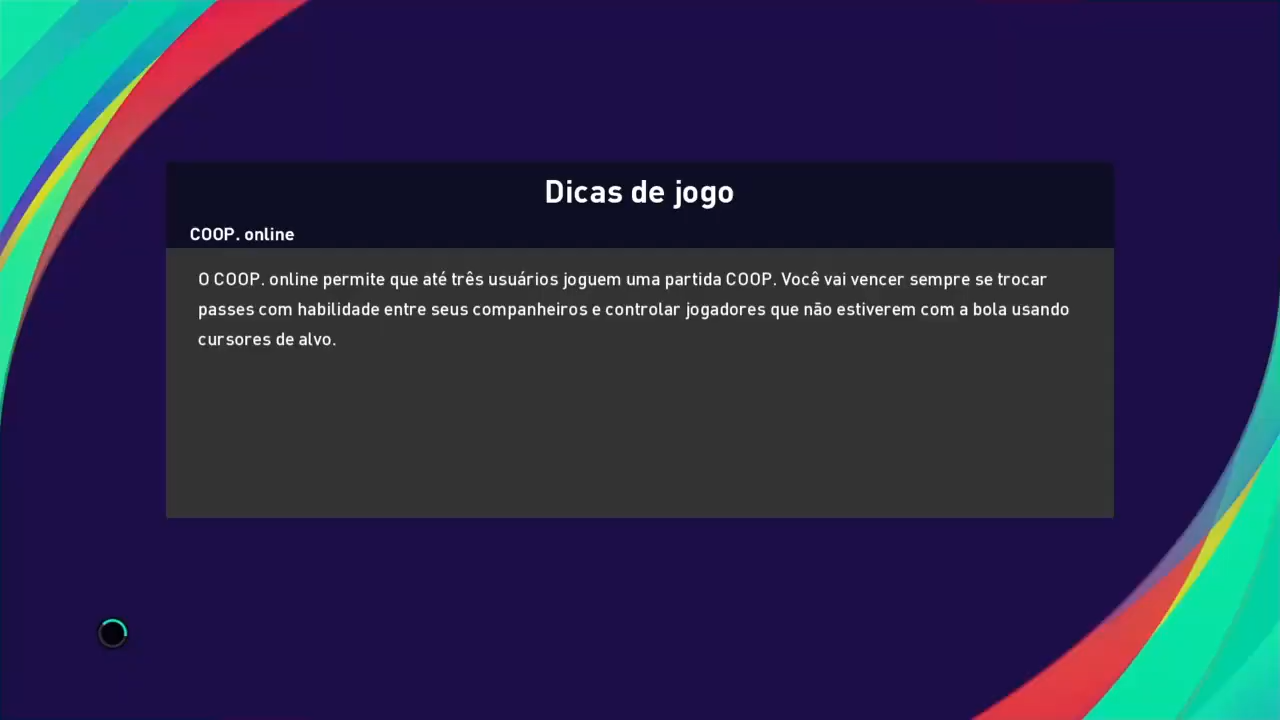 Dicas de jogo
COOP. online
O COOP. online permite que até três usuários joguem uma partida COOP. Você vai vencer sempre se trocar
passes com habilidade entre seus companheiros e controlar jogadores que não estiverem com a bola usando
cursores de alvo.